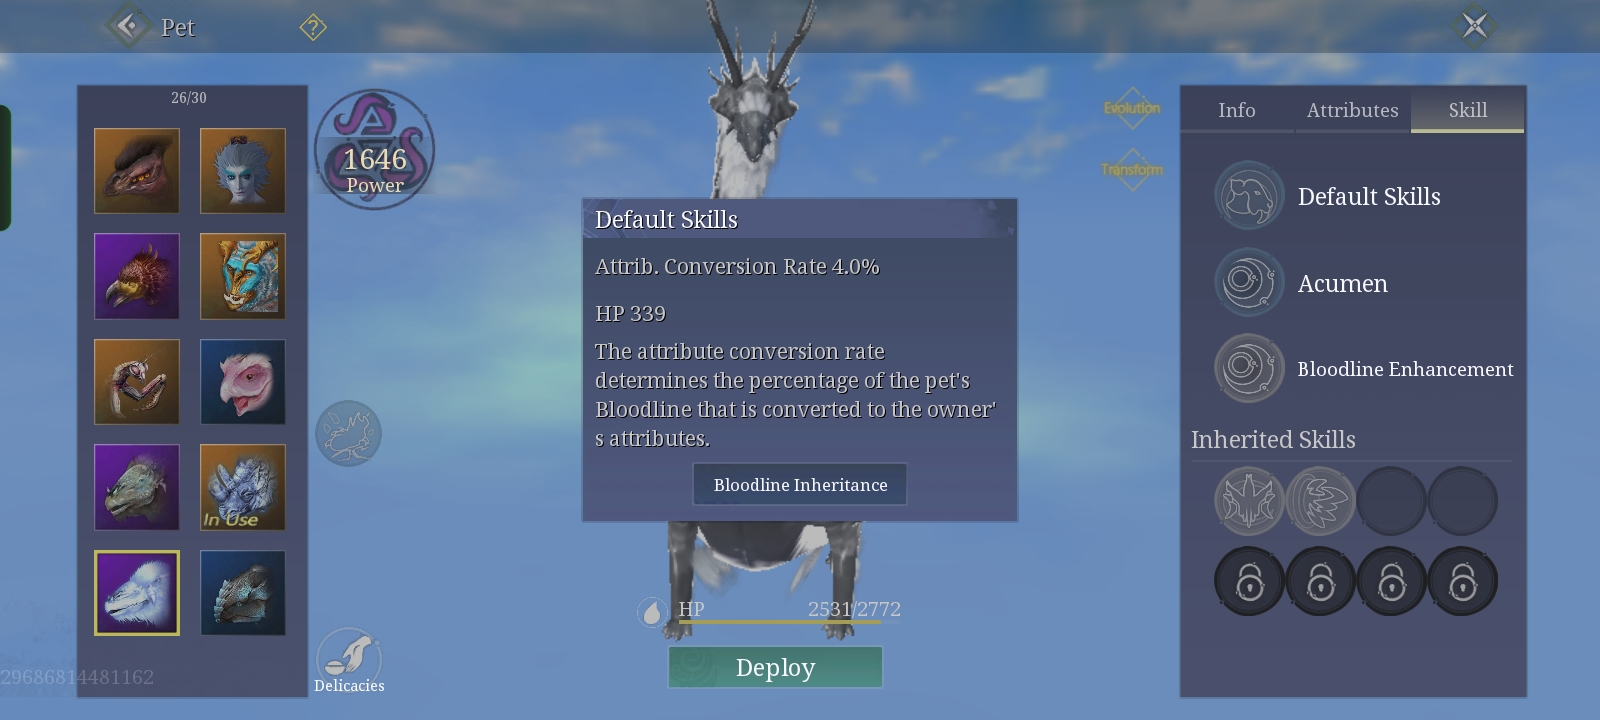 Pet
?
26/30
1646
Power
In Use
Delicacies
29686814481162
Evolution
Transform
Default Skills
Attrib. Conversion Rate 4.0%
HP 339
The attribute conversion rate
determines the percentage of the pet's
Bloodline that is converted to the owner'
s attributes.
Bloodline Inheritance
HP 2531/2772
Deploy
Info Attributes Skill
Default Skills
Acumen
Bloodline Enhancement
Inherited Skills